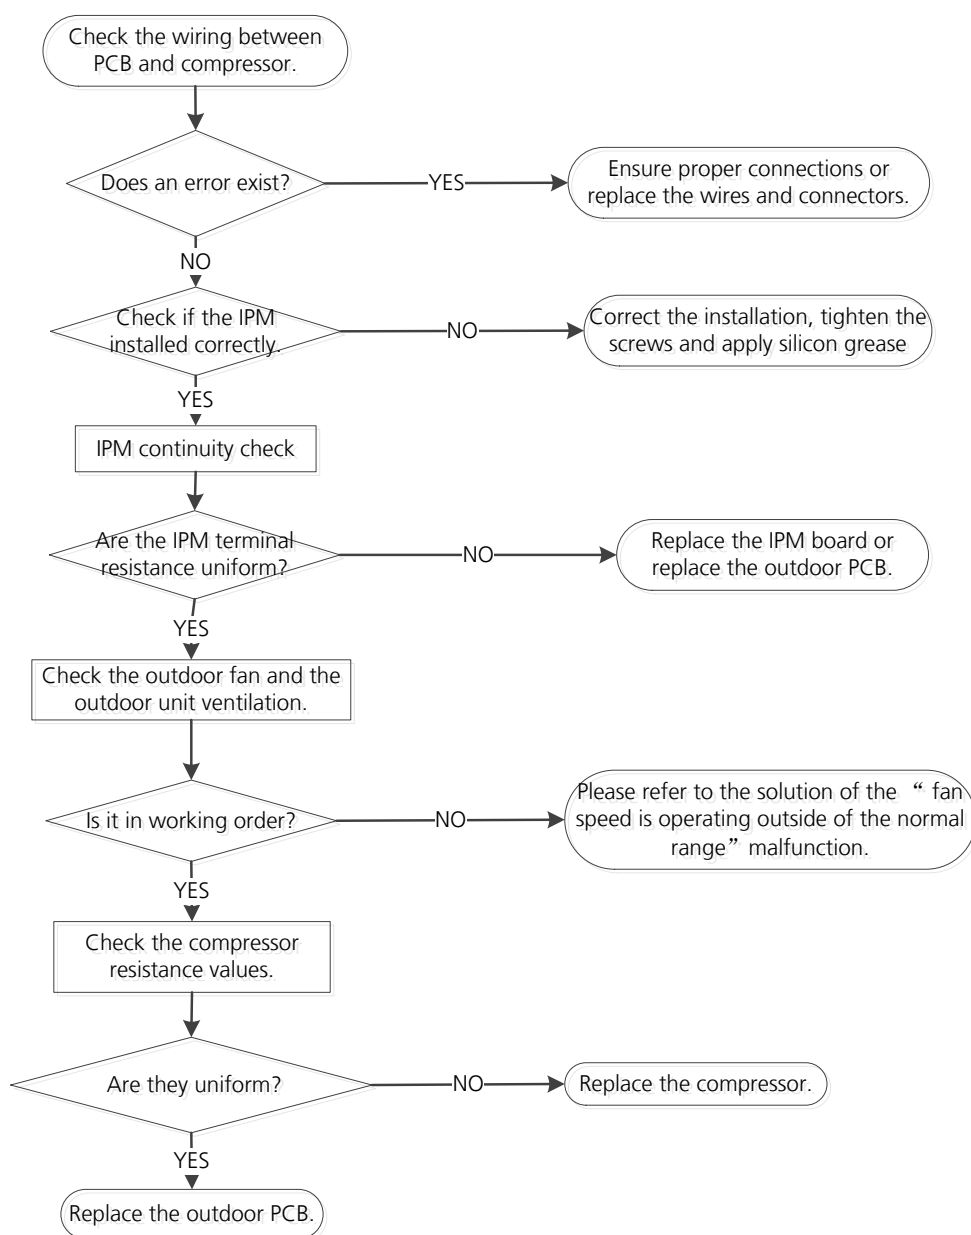 Check the wiring between
PCB and compressor.
Does an error exist?
YES
Ensure proper connections or
replace the wires and connectors.
NO
Check if the IPM
installed correctly.
NO
Correct the installation, tighten the
screws and apply silicon grease
YES
IPM continuity check
Are the IPM terminal
resistance uniform?
NO
Replace the IPM board or
replace the outdoor PCB.
YES
Check the outdoor fan and the
outdoor unit ventilation.
Is it in working order?
NO
Please refer to the solution of the “ fan
speed is operating outside of the normal
range” malfunction.
YES
Check the compressor
resistance values.
Are they uniform?
NO
Replace the compressor.
YES
Replace the outdoor PCB.